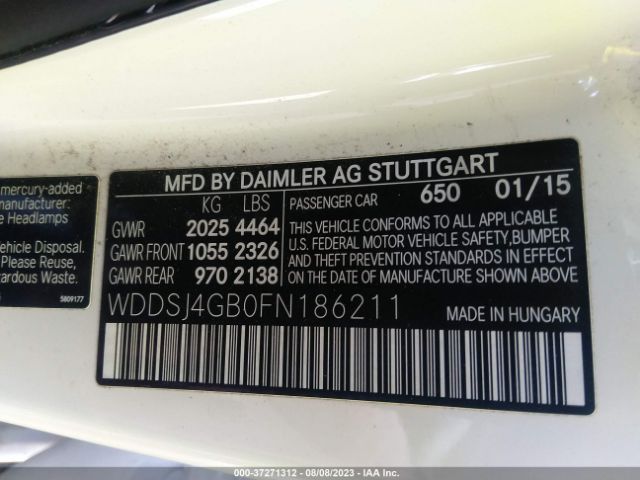 MFD BY DAIMLER AG STUTTGART
KG LBS
GVWR 2025 4464
GAWR FRONT 1055 2326
GAWR REAR 970 2138
PASSENGER CAR 650 01/15
THIS VEHICLE CONFORMS TO ALL APPLICABLE
U.S. FEDERAL MOTOR VEHICLE SAFETY,BUMPER
AND THEFT PREVENTION STANDARDS IN EFFECT
ON THE DATE OF MANUFACTURE SHOWN ABOVE.
WDDSJ4GB0FN186211
MADE IN HUNGARY
mercury-added
manufacturer:
e Headlamps
Vehicle Disposal.
Please Reuse,
azardous Waste.
5809177
000-37271312 - 08/08/2023 - IAA Inc.